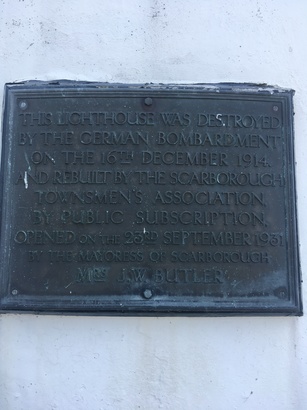 THIS LIGHTHOUSE WAS DESTROYED
BY THE GERMAN BOMBARDMENT
ON THE 16TH DECEMBER 1914.
AND REBUILT BY THE SCARBOROUGH
TOWNSMEN'S ASSOCIATION,
BY PUBLIC SUBSCRIPTION.
OPENED ON THE 23RD SEPTEMBER 1931
BY THE MAYORESS OF SCARBOROUGH
MRS J.W. BUTLER